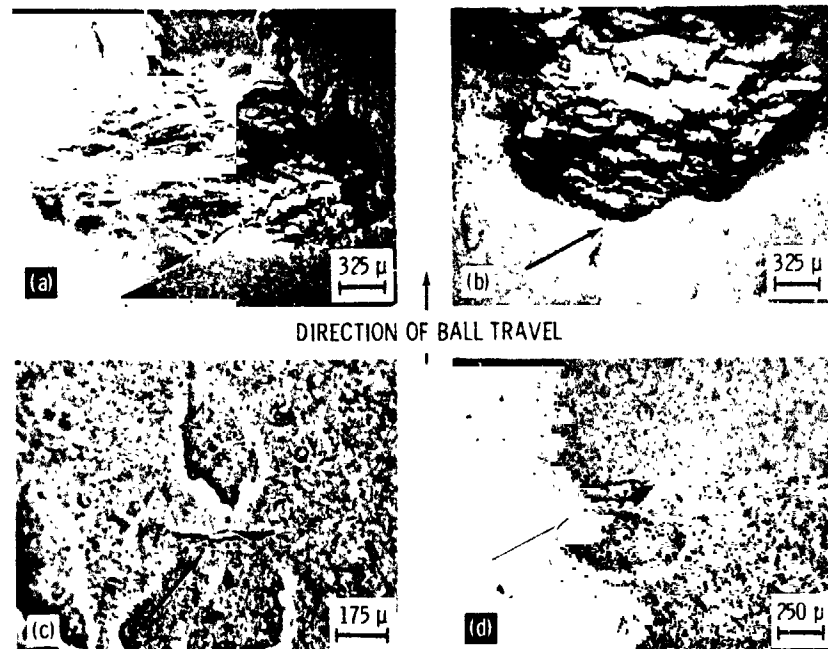 (a)
325 μ
(b)
325 μ
DIRECTION OF BALL TRAVEL
(c)
175 μ
(d)
250 μ